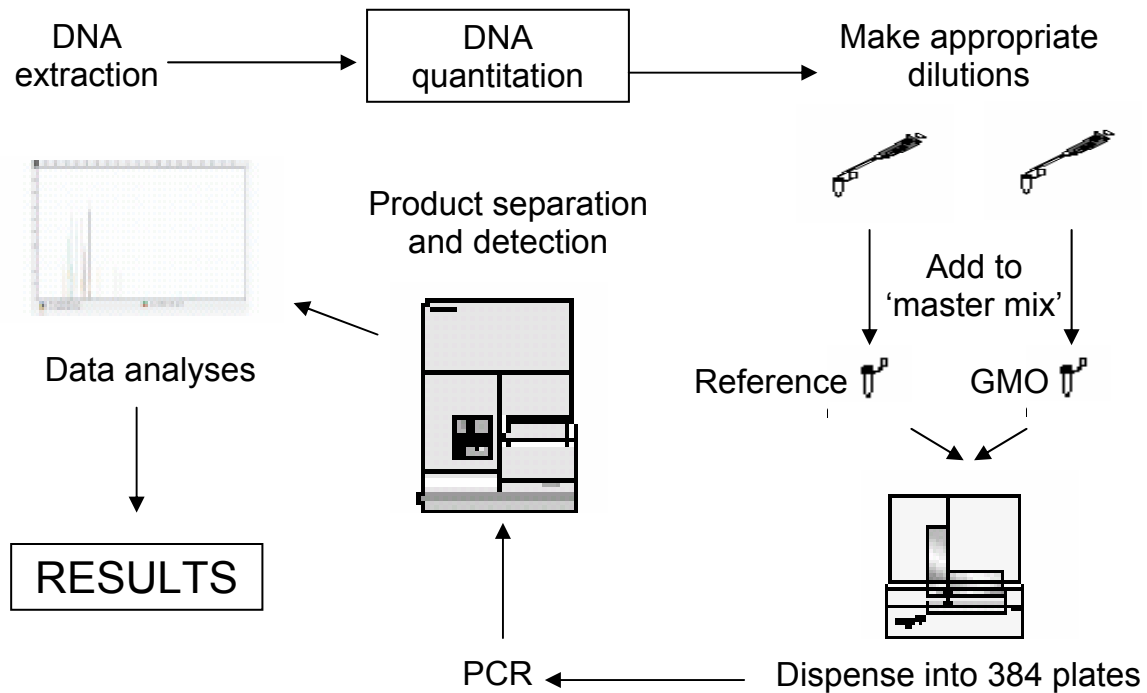 DNA
extraction
DNA
quantitation
Make appropriate
dilutions
Add to
‘master mix’
Reference
GMO
Dispense into 384 plates
PCR
Product separation
and detection
Data analyses
RESULTS